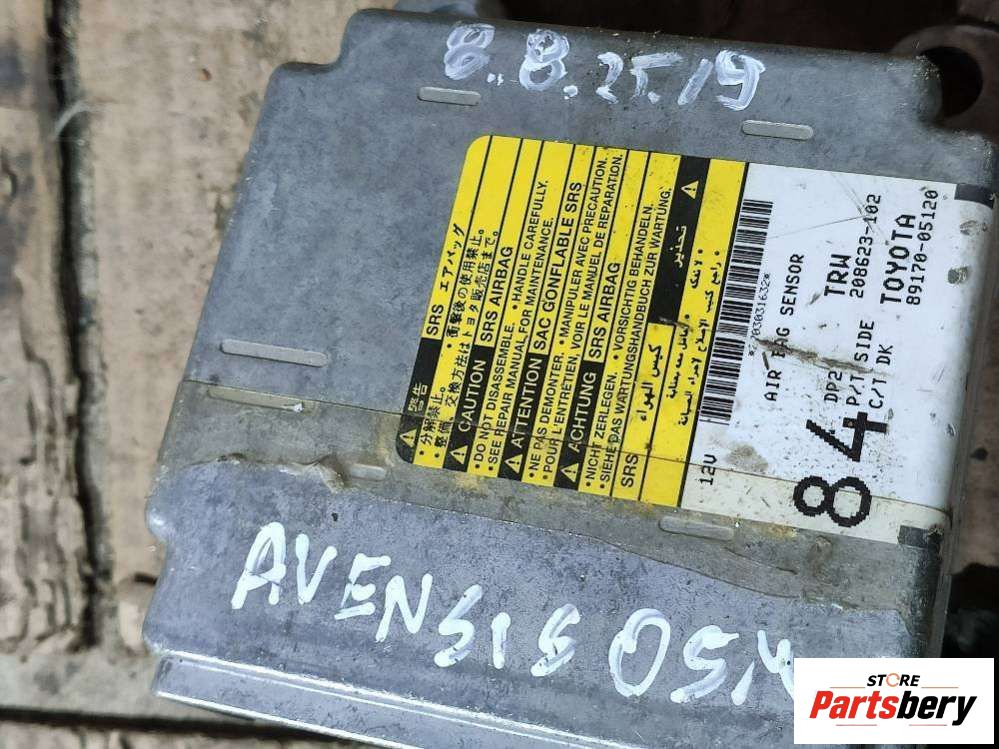 8.8.25.19
警告
SRS エアバッグ
・分解禁止。 ・衝撃後の使用禁止。
・整備、交換方法はトヨタ販売店まで。
CAUTION SRS AIRBAG
・DO NOT DISASSEMBLE. ・HANDLE CAREFULLY.
・SEE REPAIR MANUAL FOR MAINTENANCE.
ATTENTION SAC GONFLABLE SRS
・NE PAS DEMONTER. ・MANIPULER AVEC PRECAUTION.
・POUR L'ENTRETIEN, VOIR LE MANUEL DE REPARATION.
ACHTUNG SRS AIRBAG
・NICHT ZERLEGEN. ・VORSICHTIG BEHANDELN.
・SIEHE DAS WARTUNGSHANDBUCH ZUR WARTUNG.
تحذير
SRS كيس الهواء
12V
AIR BAG SENSOR
84
TRW
208623-102
P/T SIDE TOYOTA
C/T DK 89170-05120
AVENSIS 05M
STORE
Partsbery